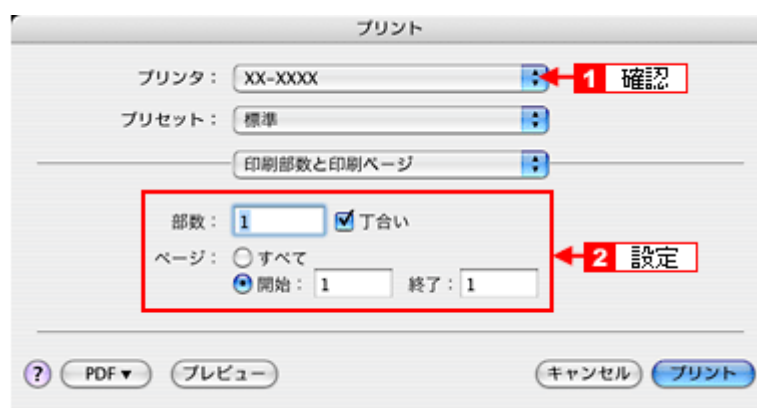 プリント
プリンタ： XX-XXXX 1 確認
プリセット： 標準
印刷部数と印刷ページ
部数： 1 丁合い
ページ： すべて
開始： 1 終了： 1
2 設定
? PDF▼ プレビュー キャンセル プリント